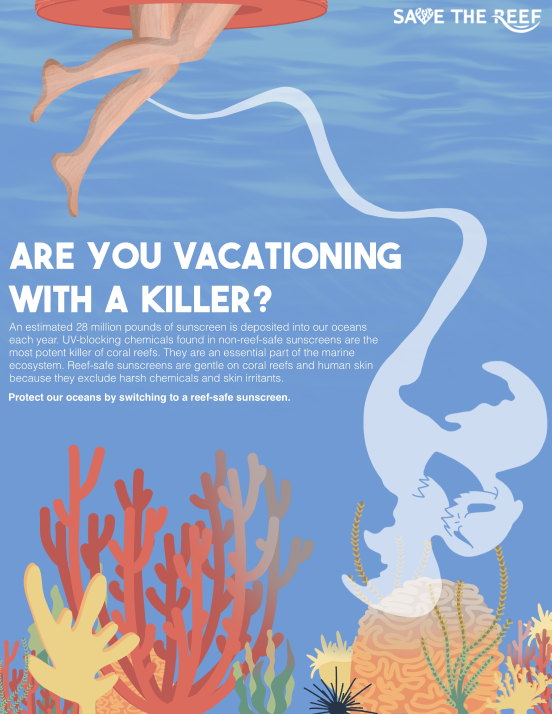 SAVE THE REEF
ARE YOU VACATIONING
WITH A KILLER?
An estimated 28 million pounds of sunscreen is deposited into our oceans
each year. UV-blocking chemicals found in non-reef-safe sunscreens are the
most potent killer of coral reefs. They are an essential part of the marine
ecosystem. Reef-safe sunscreens are gentle on coral reefs and human skin
because they exclude harsh chemicals and skin irritants.
Protect our oceans by switching to a reef-safe sunscreen.